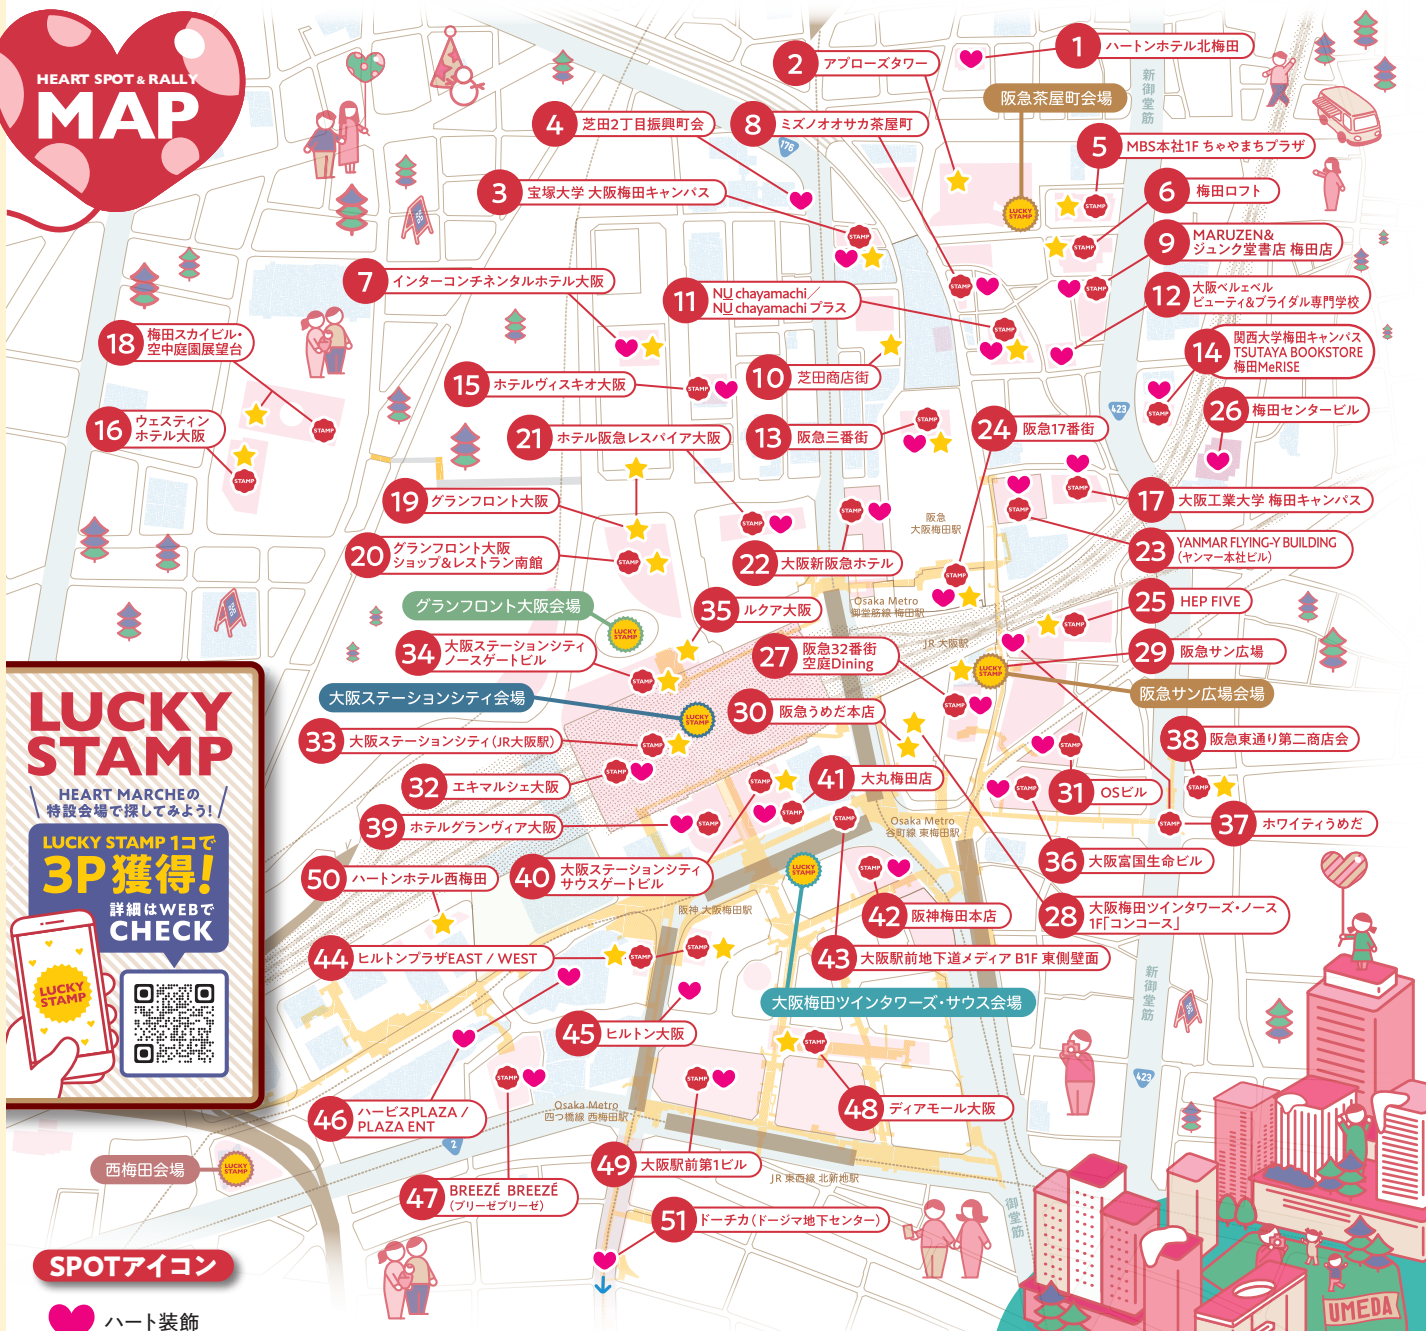 HEART SPOT & RALLY
MAP
1 ハートンホテル北梅田
2 アプローズタワー
阪急茶屋町会場
新御堂筋
4 芝田2丁目振興町会
8 ミズノオオサカ茶屋町
176
5 MBS本社1F ちゃやまちプラザ
3 宝塚大学 大阪梅田キャンパス
6 梅田ロフト
LUCKY
STAMP
STAMP
9 MARUZEN&
ジュンク堂書店 梅田店
7 インターコンチネンタルホテル大阪
11 NU chayamachi／
NU chayamachi プラス
12 大阪ベルェベル
ビューティ&ブライダル専門学校
18 梅田スカイビル・
空中庭園展望台
14 関西大学梅田キャンパス
TSUTAYA BOOKSTORE
梅田MeRISE
15 ホテルヴィスキオ大阪
10 芝田商店街
423
26 梅田センタービル
16 ウェスティン
ホテル大阪
21 ホテル阪急レスパイア大阪
13 阪急三番街
24 阪急17番街
19 グランフロント大阪
17 大阪工業大学 梅田キャンパス
阪急
大阪梅田駅
20 グランフロント大阪
ショップ&レストラン南館
22 大阪新阪急ホテル
23 YANMAR FLYING-Y BUILDING
（ヤンマー本社ビル）
グランフロント大阪会場
35 ルクア大阪
Osaka Metro
御堂筋線 梅田駅
25 HEP FIVE
LUCKY
STAMP
34 大阪ステーションシティ
ノースゲートビル
27 阪急32番街
空庭Dining
JR 大阪駅
29 阪急サン広場
大阪ステーションシティ会場
LUCKY
STAMP
30 阪急うめだ本店
LUCKY
STAMP
阪急サン広場会場
33 大阪ステーションシティ（JR大阪駅）
38 阪急東通り第二商店会
32 エキマルシェ大阪
41 大丸梅田店
31 OSビル
39 ホテルグランヴィア大阪
Osaka Metro
谷町線 東梅田駅
37 ホワイティうめだ
36 大阪富国生命ビル
50 ハートンホテル西梅田
40 大阪ステーションシティ
サウスゲートビル
LUCKY
STAMP
阪神 大阪梅田駅
42 阪神梅田本店
28 大阪梅田ツインタワーズ・ノース
1F「コンコース」
44 ヒルトンプラザEAST / WEST
43 大阪駅前地下道メディア B1F 東側壁面
大阪梅田ツインタワーズ・サウス会場
新御堂筋
45 ヒルトン大阪
423
46 ハービスPLAZA /
PLAZA ENT
Osaka Metro
四つ橋線 西梅田駅
48 ディアモール大阪
2
49 大阪駅前第1ビル
JR 東西線 北新地駅
西梅田会場
LUCKY
STAMP
47 BREEZÉ BREEZÉ
（ブリーゼブリーゼ）
51 ドーチカ（ドージマ地下センター）
御堂筋
LUCKY
STAMP
HEART MARCHEの
特設会場で探してみよう!
LUCKY STAMP 1コで
3P獲得!
詳細はWEBで
CHECK
LUCKY
STAMP
SPOTアイコン
ハート装飾
UMEDA